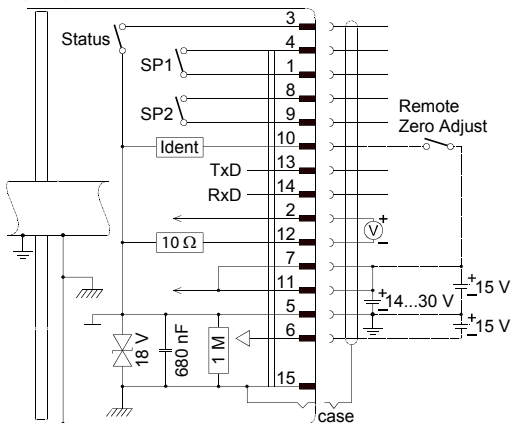 3
Status
4
SP1
1
8
SP2
9
Remote
Zero Adjust
Ident
10
TxD
13
RxD
14
2
+
V
−
10 Ω
12
7
11
+
−
14...30 V
+
−
15 V
5
6
+
−
15 V
18 V
680 nF
1 M
15
case